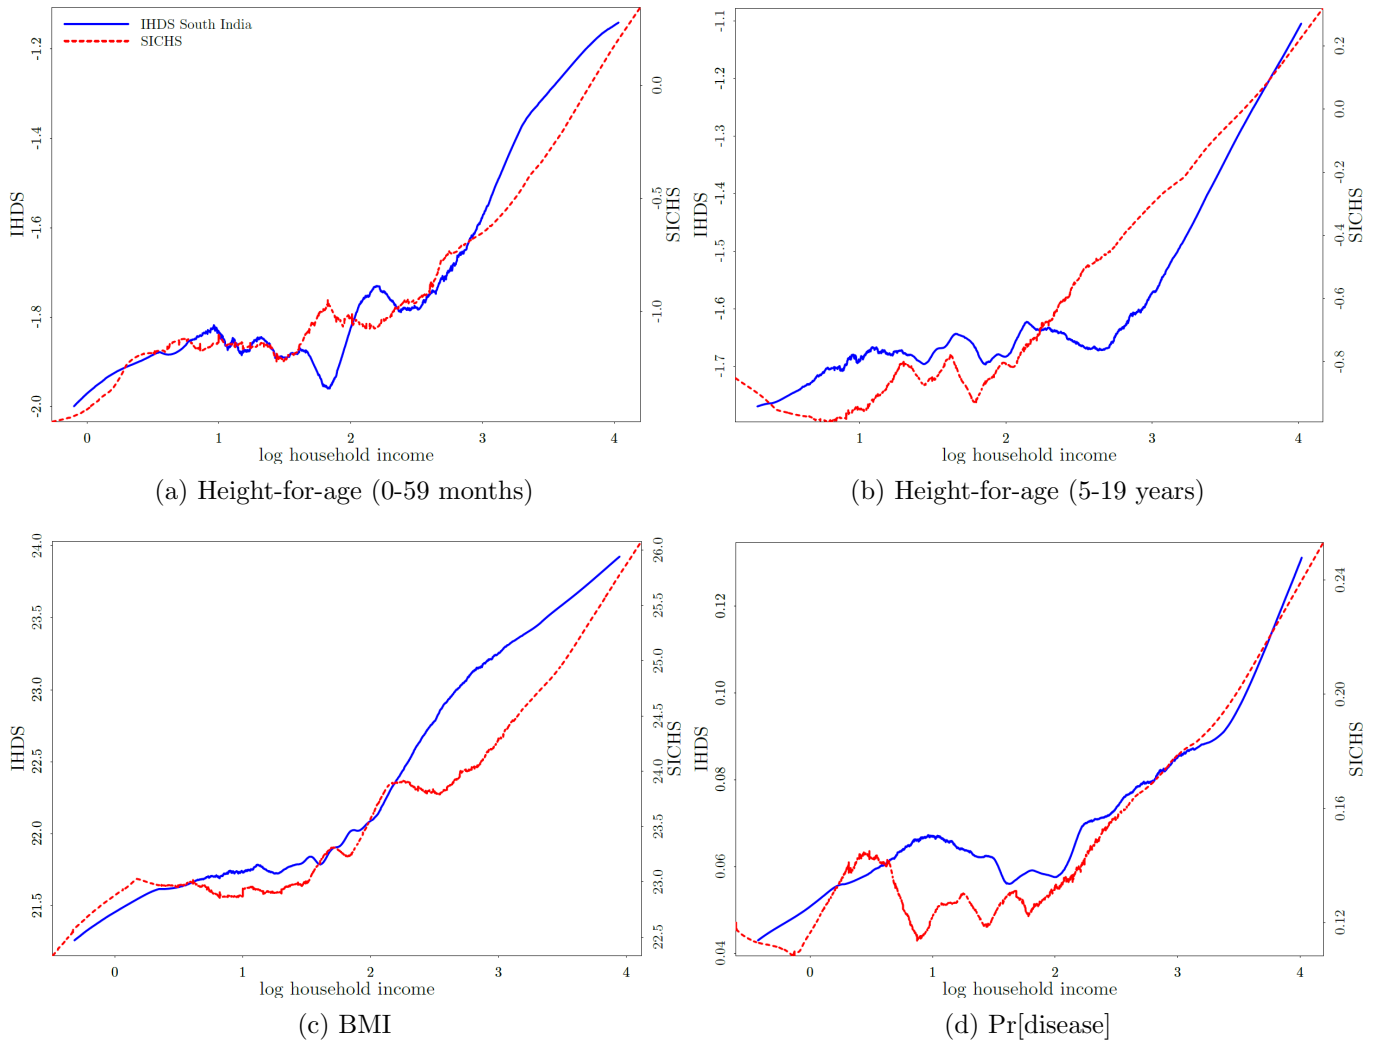 IHDS South India
SICHS
-1.2
-1.4
-1.6
-1.8
-2.0
IHDS
0.0
-0.5
-1.0
SICHS
0 1 2 3 4
log household income
(a) Height-for-age (0-59 months)
-1.1
-1.2
-1.3
-1.4
-1.5
-1.6
-1.7
IHDS
0.2
0.0
-0.2
-0.4
-0.6
-0.8
SICHS
1 2 3 4
log household income
(b) Height-for-age (5-19 years)
24.0
23.5
23.0
22.5
22.0
21.5
IHDS
26.0
25.5
25.0
24.5
24.0
23.5
23.0
22.5
SICHS
0 1 2 3 4
log household income
(c) BMI
0.12
0.10
0.08
0.06
0.04
IHDS
0.24
0.20
0.16
0.12
SICHS
0 1 2 3 4
log household income
(d) Pr[disease]